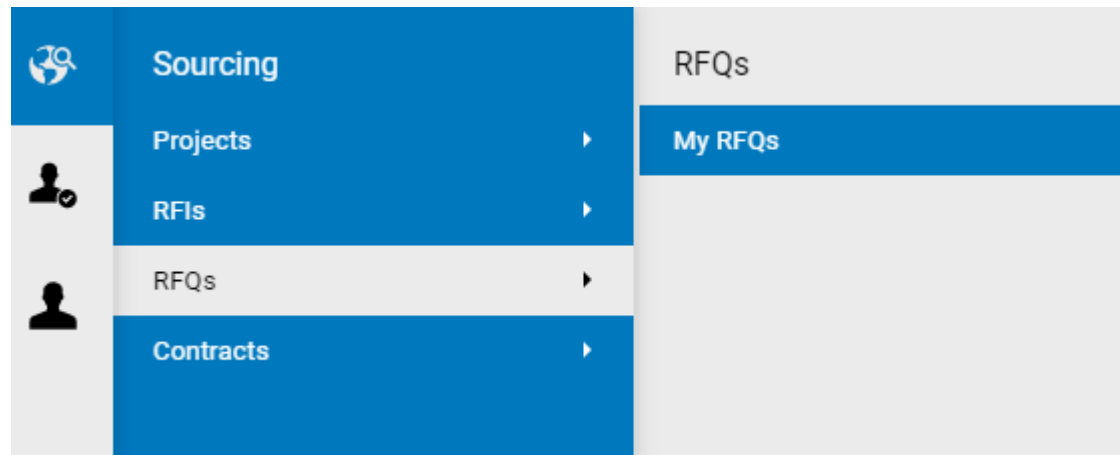 Sourcing
Projects
RFIs
RFQs
Contracts
RFQs
My RFQs